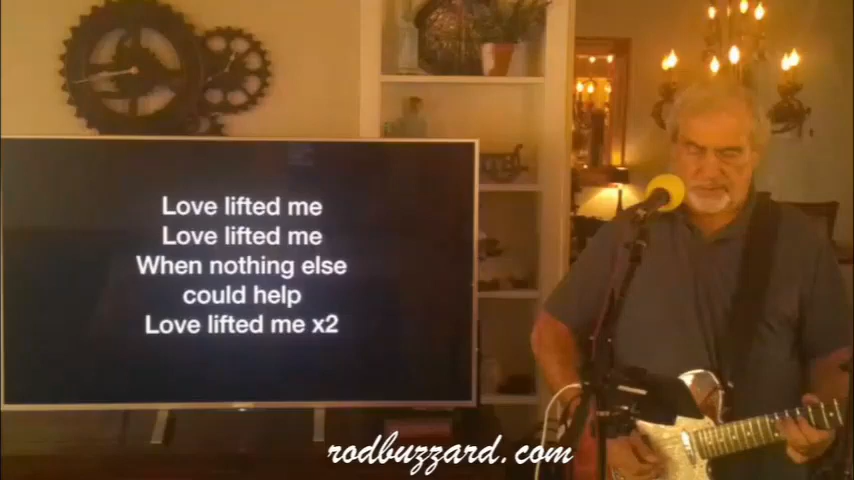 Love lifted me
Love lifted me
When nothing else
could help
Love lifted me x2
rodbuzzard.com